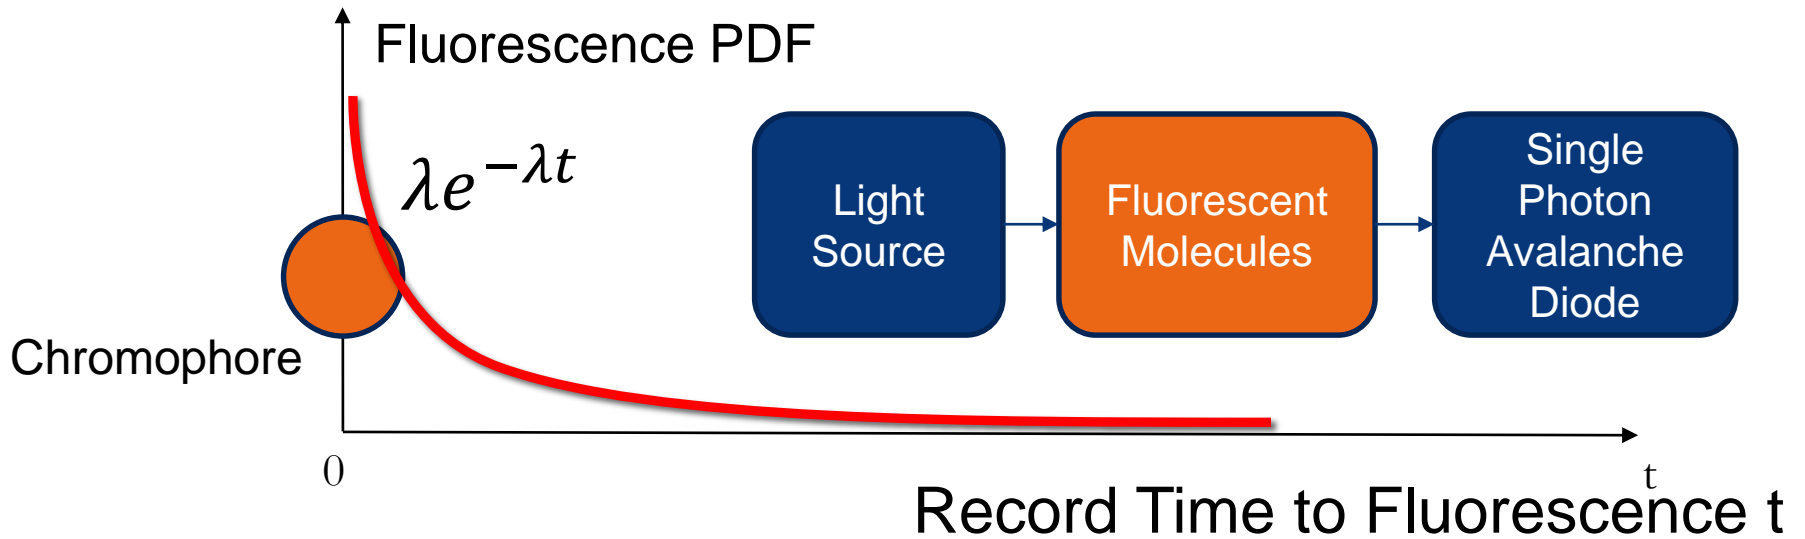 Fluorescence PDF
λe^{−λt}
Light
Source
Fluorescent
Molecules
Single
Photon
Avalanche
Diode
Chromophore
0
t
Record Time to Fluorescence t